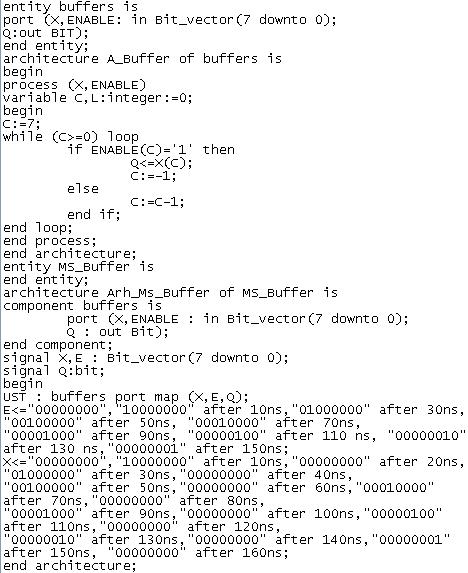 entity buffers is
port (X,ENABLE: in Bit_vector(7 downto 0);
Q:out BIT);
end entity;
architecture A_Buffer of buffers is
begin
process (X,ENABLE)
variable C,L:integer:=0;
begin
C:=7;
while (C>=0) loop
if ENABLE(C)='1' then
Q<=X(C);
C:=-1;
else
C:=C-1;
end if;
end loop;
end process;
end architecture;
entity MS_Buffer is
end entity;
architecture Arh_Ms_Buffer of MS_Buffer is
component buffers is
port (X,ENABLE : in Bit_vector(7 downto 0);
Q : out Bit);
end component;
signal X,E : Bit_vector(7 downto 0);
signal Q:bit;
begin
UST : buffers port map (X,E,Q);
E<="00000000","10000000" after 10ns,"01000000" after 30ns,
"00100000" after 50ns, "00010000" after 70ns,
"00001000" after 90ns, "00000100" after 110 ns, "00000010"
after 130 ns,"00000001" after 150ns;
X<="00000000","10000000" after 10ns,"00000000" after 20ns,
"01000000" after 30ns,"00000000" after 40ns,
"00100000" after 50ns,"00000000" after 60ns,"00010000"
after 70ns,"00000000" after 80ns,
"00001000" after 90ns,"00000000" after 100ns,"00000100"
after 110ns,"00000000" after 120ns,
"00000010" after 130ns,"00000000" after 140ns,"00000001"
after 150ns, "00000000" after 160ns;
end architecture;